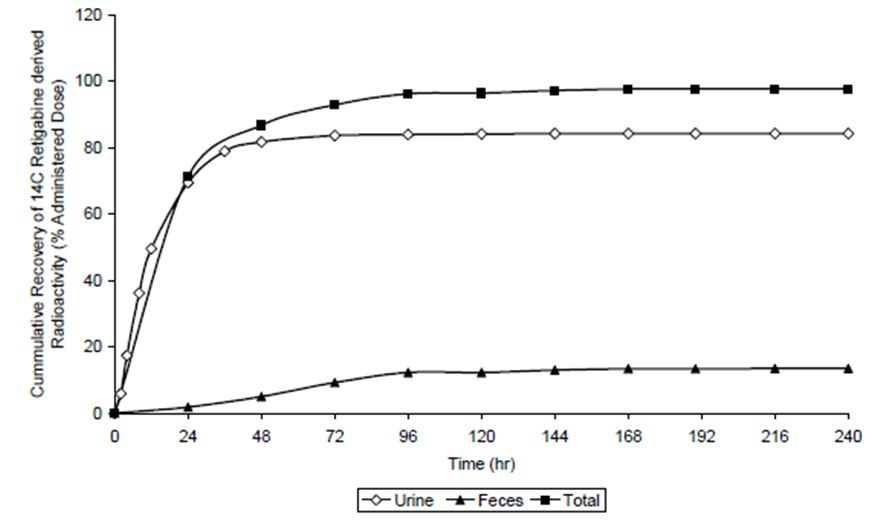 Cummulative Recovery of 14C Retigabine derived
Radioactivity (% Administered Dose)
120
100
80
60
40
20
0
0 24 48 72 96 120 144 168 192 216 240
Time (hr)
Urine Feces Total